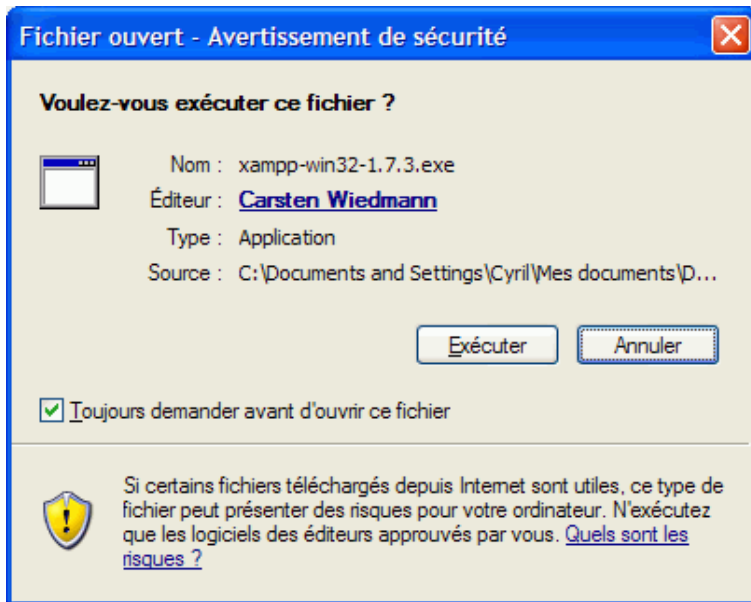 Fichier ouvert - Avertissement de sécurité
Voulez-vous exécuter ce fichier ?
Nom : xampp-win32-1.7.3.exe
Éditeur : Carsten Wiedmann
Type : Application
Source : C:\Documents and Settings\Cyril\Mes documents\D...
Exécuter Annuler
Toujours demander avant d'ouvrir ce fichier
Si certains fichiers téléchargés depuis Internet sont utiles, ce type de
fichier peut présenter des risques pour votre ordinateur. N'exécutez
que les logiciels des éditeurs approuvés par vous. Quels sont les
risques ?